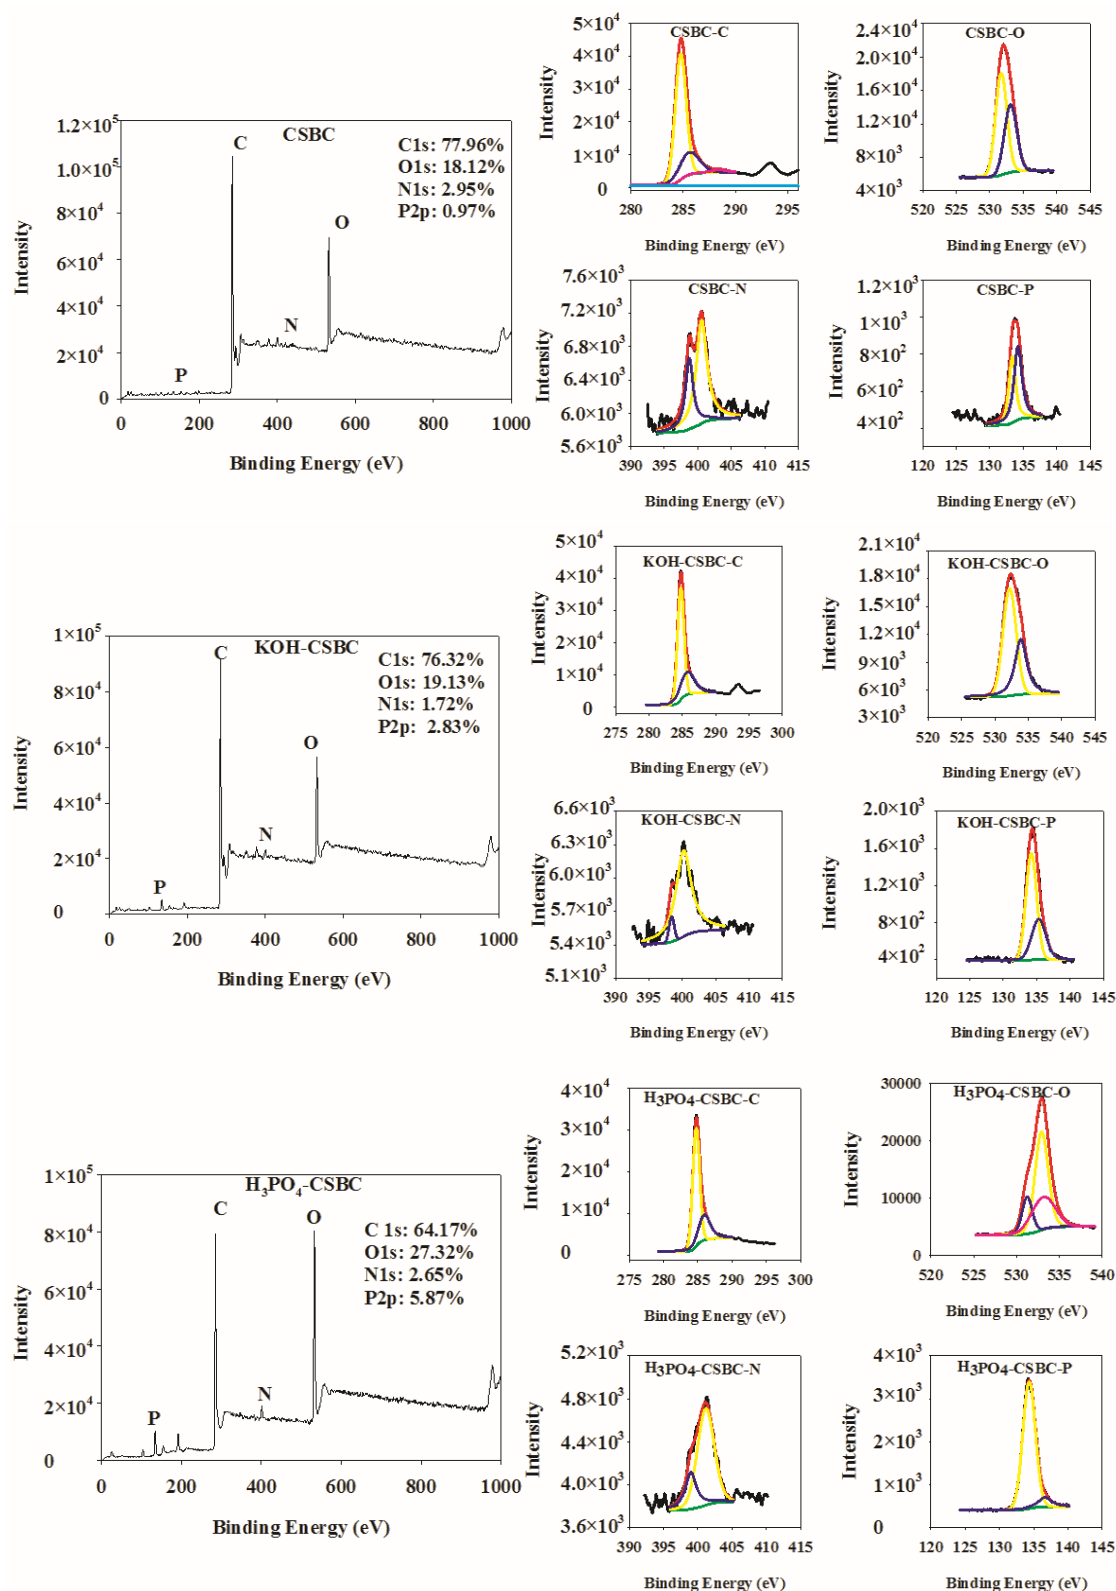 CSBC
1.2×10⁵
1×10⁵
8×10⁴
6×10⁴
4×10⁴
2×10⁴
0
Intensity
C
O
N
P
C1s: 77.96%
O1s: 18.12%
N1s: 2.95%
P2p: 0.97%
0 200 400 600 800 1000
Binding Energy (eV)
CSBC-C
5×10⁴
4×10⁴
3×10⁴
2×10⁴
1×10⁴
0
Intensity
280 285 290 295
Binding Energy (eV)
CSBC-O
2.4×10⁴
2.0×10⁴
1.6×10⁴
1.2×10⁴
8×10³
4×10³
Intensity
520 525 530 535 540 545
Binding Energy (eV)
CSBC-N
7.6×10³
7.2×10³
6.8×10³
6.4×10³
6.0×10³
5.6×10³
Intensity
390 395 400 405 410 415
Binding Energy (eV)
CSBC-P
1.2×10³
1×10³
8×10²
6×10²
4×10²
Intensity
120 125 130 135 140 145
Binding Energy (eV)
KOH-CSBC
1×10⁵
8×10⁴
6×10⁴
4×10⁴
2×10⁴
0
Intensity
C
O
N
P
C1s: 76.32%
O1s: 19.13%
N1s: 1.72%
P2p: 2.83%
0 200 400 600 800 1000
Binding Energy (eV)
KOH-CSBC-C
5×10⁴
4×10⁴
3×10⁴
2×10⁴
1×10⁴
0
Intensity
275 280 285 290 295 300
Binding Energy (eV)
KOH-CSBC-O
2.1×10⁴
1.8×10⁴
1.5×10⁴
1.2×10⁴
9×10³
6×10³
3×10³
Intensity
520 525 530 535 540 545
Binding Energy (eV)
KOH-CSBC-N
6.6×10³
6.3×10³
6.0×10³
5.7×10³
5.4×10³
5.1×10³
Intensity
390 395 400 405 410 415
Binding Energy (eV)
KOH-CSBC-P
2.0×10³
1.6×10³
1.2×10³
8×10²
4×10²
Intensity
120 125 130 135 140 145
Binding Energy (eV)
H₃PO₄-CSBC
1×10⁵
8×10⁴
6×10⁴
4×10⁴
2×10⁴
0
Intensity
C
O
N
P
C 1s: 64.17%
O1s: 27.32%
N1s: 2.65%
P2p: 5.87%
0 200 400 600 800 1000
Binding Energy (eV)
H₃PO₄-CSBC-C
4×10⁴
3×10⁴
2×10⁴
1×10⁴
0
Intensity
275 280 285 290 295 300
Binding Energy (eV)
H₃PO₄-CSBC-O
30000
20000
10000
0
Intensity
520 525 530 535 540
Binding Energy (eV)
H₃PO₄-CSBC-N
5.2×10³
4.8×10³
4.4×10³
4.0×10³
3.6×10³
Intensity
390 395 400 405 410 415
Binding Energy (eV)
H₃PO₄-CSBC-P
4×10³
3×10³
2×10³
1×10³
0
Intensity
120 125 130 135 140 145
Binding Energy (eV)